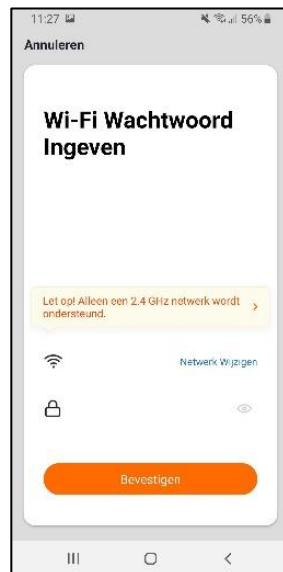 11:27 56%
Annuleren
Wi-Fi Wachtwoord
Ingeven
Let op! Alleen een 2.4 GHz netwerk wordt
ondersteund.
Netwerk Wijzigen
Bevestigen